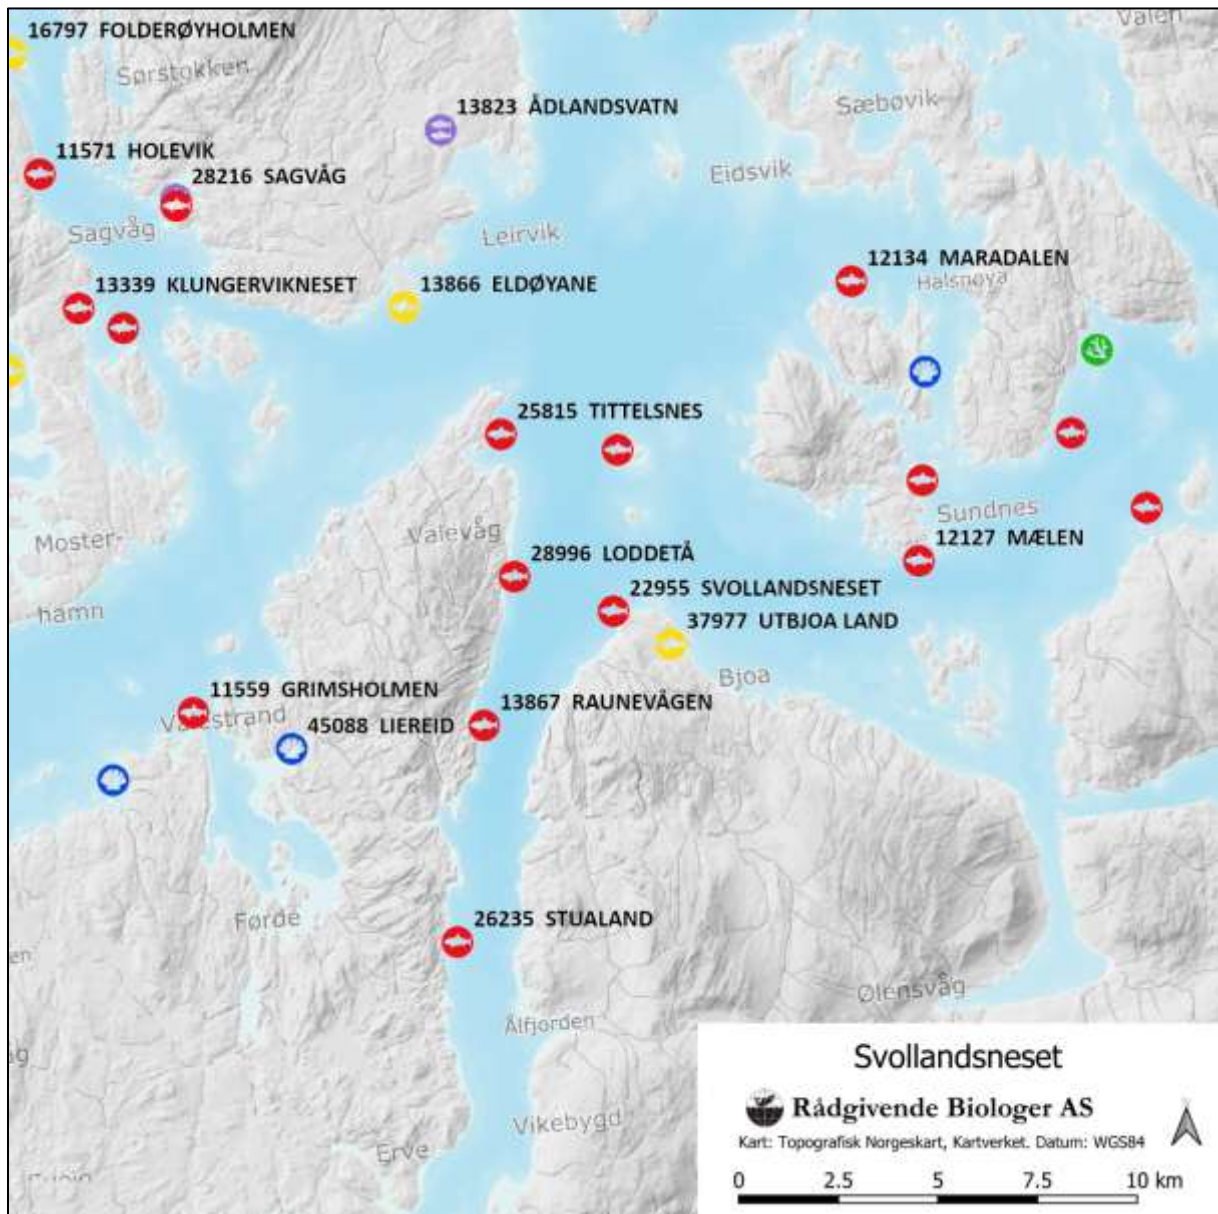 16797 FOLDERØYHOLMEN
Valen
Sørstokken
13823 ÅDLANDSVATN
Sæbøvik
11571 HOLEVIK
28216 SAGVÅG
Eidsvik
Sagvåg
Leirvik
12134 MARADALEN
Halsnøya
13339 KLUNGERVIKNESET
13866 ELDØYANE
25815 TITTELSNES
Sundnes
Valevåg
Moster-
12127 MÆLEN
28996 LODDETÅ
22955 SVOLLANDSNESET
hamn
37977 UTBJOA LAND
Bjoa
11559 GRIMSHOLMEN
13867 RAUNEVÅGEN
Valestrand
45088 LIEREID
Førde
26235 STUALAND
Ølensvåg
Ålfjorden
Vikebygd
Erve
Svollandsneset
Rådgivende Biologer AS
Kart: Topografisk Norgeskart, Kartverket. Datum: WGS84
0 2.5 5 7.5 10 km